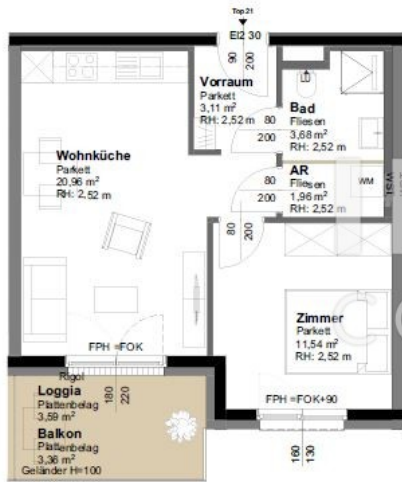 Top 21
EI2 30
90
200
Vorraum
Parkett
3,11 m²
RH: 2,52 m
Bad
Fliesen
3,68 m²
RH: 2,52 m
80
200
Wohnküche
Parkett
20,96 m²
RH: 2,52 m
AR
Fliesen
1,96 m²
RH: 2,52 m
WM
80
200
80
200
Zimmer
Parkett
11,54 m²
RH: 2,52 m
FPH =FOK
Rigol
FPH =FOK+90
Loggia
Plattenbelag
3,59 m²
180
220
Balkon
Plattenbelag
3,36 m²
Geländer H=100
160
130